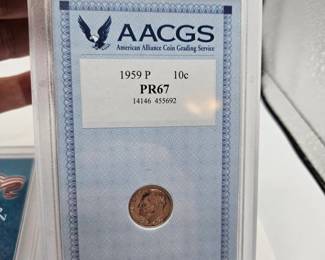 AACGS
American Alliance Coin Grading Service
1959 P 10c
PR67
14146 455692